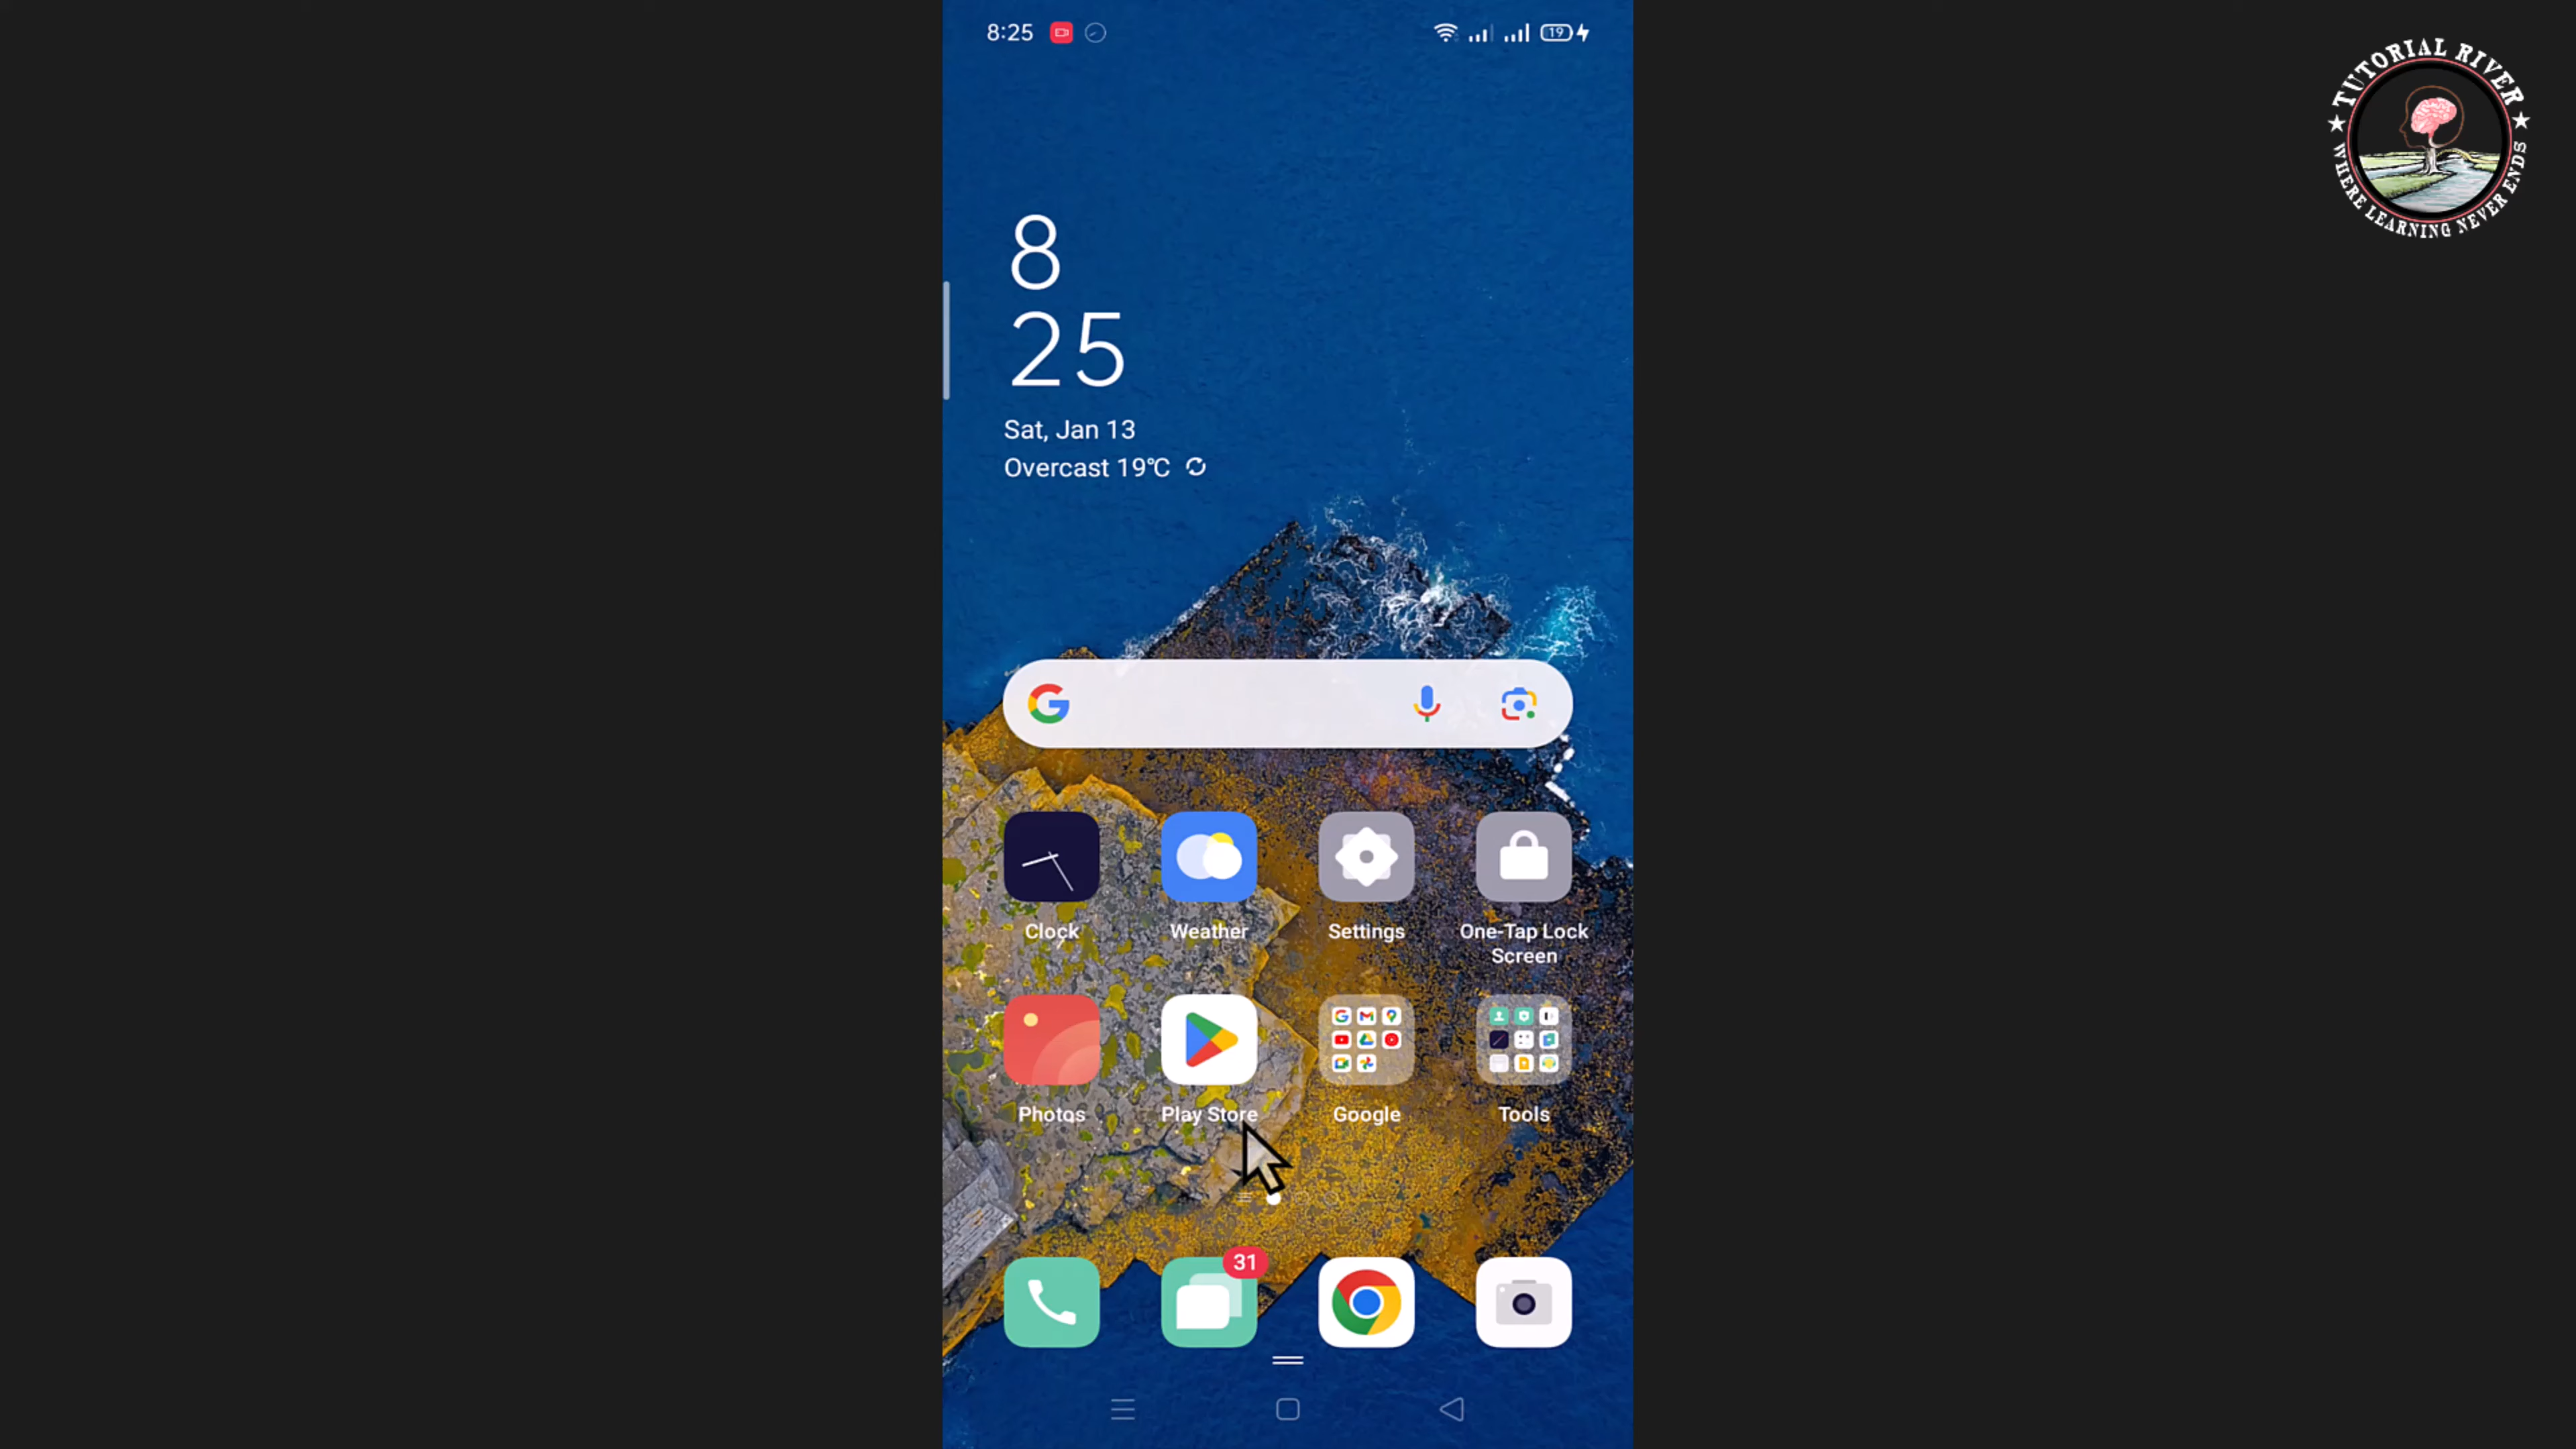 8:25
19
TUTORIAL RIVER
WHERE LEARNING NEVER ENDS
8
25
Sat, Jan 13
Overcast 19°C
Clock
Weather
Settings
One-Tap Lock
Screen
Photos
Play Store
Google
Tools
31